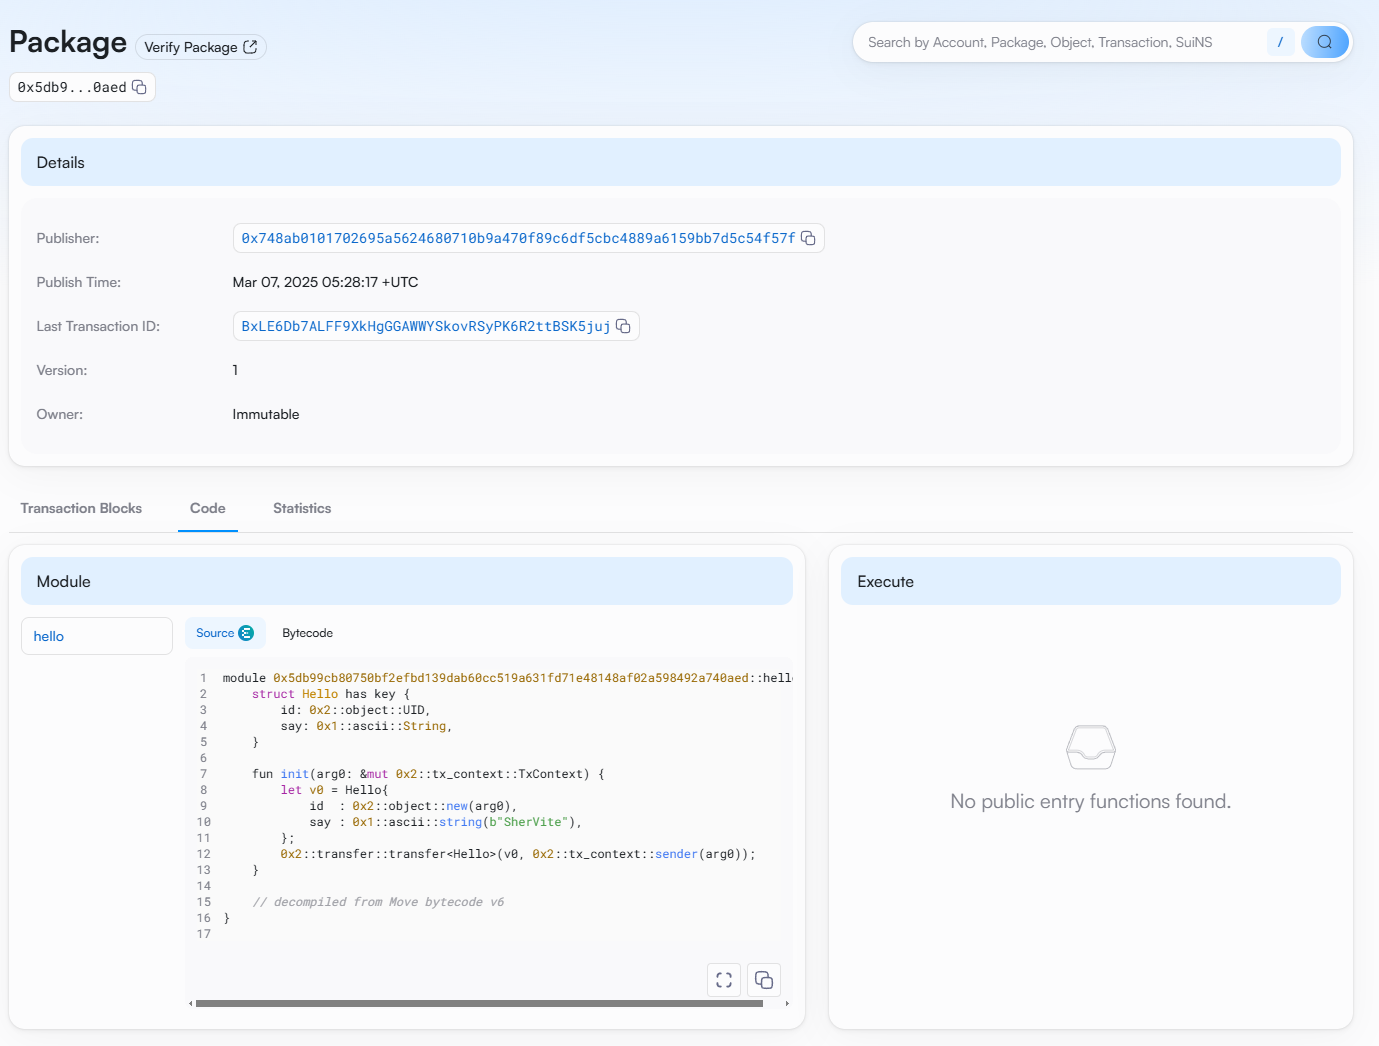 Package
Verify Package
Search by Account, Package, Object, Transaction, SuiNS
/
0x5db9...0aed
Details
Publisher:
0x748ab0101702695a5624680710b9a470f89c6df5cbc4889a6159bb7d5c54f57f
Publish Time:
Mar 07, 2025 05:28:17 +UTC
Last Transaction ID:
BxLE6Db7ALFF9XkHgGGAWWYSkovRSyPK6R2ttBSK5juj
Version:
1
Owner:
Immutable
Transaction Blocks
Code
Statistics
Module
hello
Source
Bytecode
1 module 0x5db99cb80750bf2efbd139dab60cc519a631fd71e48148af02a598492a740aed::hell
2     struct Hello has key {
3         id: 0x2::object::UID,
4         say: 0x1::ascii::String,
5     }
6
7     fun init(arg0: &mut 0x2::tx_context::TxContext) {
8         let v0 = Hello{
9             id  : 0x2::object::new(arg0),
10             say : 0x1::ascii::string(b"SherVite"),
11         };
12         0x2::transfer::transfer<Hello>(v0, 0x2::tx_context::sender(arg0));
13     }
14
15     // decompiled from Move bytecode v6
16 }
17
Execute
No public entry functions found.